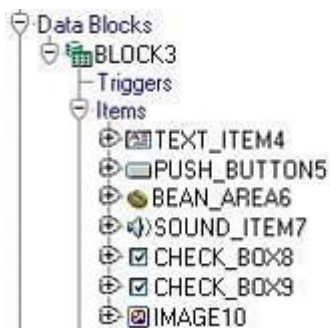 Data Blocks
BLOCK3
Triggers
Items
TEXT_ITEM4
PUSH_BUTTON5
BEAN_AREA6
SOUND_ITEM7
CHECK_BOX8
CHECK_BOX9
IMAGE10